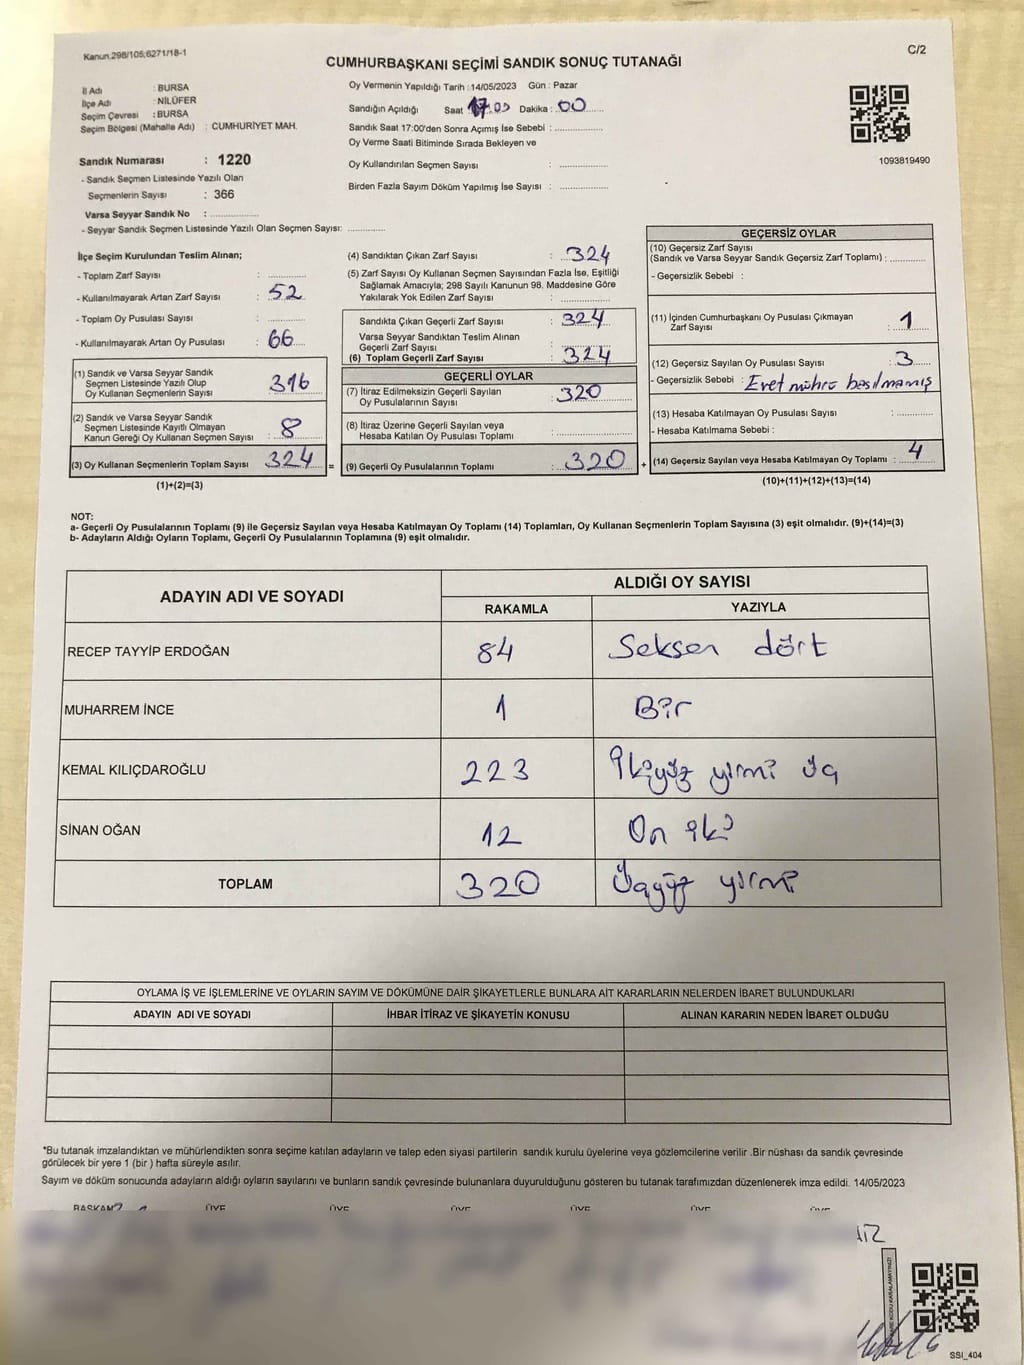 Kanun:298/105;6271/18-1
C/2
CUMHURBAŞKANI SEÇİMİ SANDIK SONUÇ TUTANAĞI
İl Adı : BURSA
İlçe Adı : NİLÜFER
Seçim Çevresi : BURSA
Seçim Bölgesi (Mahalle Adı) : CUMHURİYET MAH.
Sandık Numarası : 1220
- Sandık Seçmen Listesinde Yazılı Olan
Seçmenlerin Sayısı : 366
Varsa Seyyar Sandık No : ..............
- Seyyar Sandık Seçmen Listesinde Yazılı Olan Seçmen Sayısı: ............
Oy Vermenin Yapıldığı Tarih :14/05/2023 Gün : Pazar
Sandığın Açıldığı Saat 17.00 Dakika : 00
Sandık Saat 17:00'den Sonra Açımış İse Sebebi : ..............
Oy Verme Saati Bitiminde Sırada Bekleyen ve
Oy Kullandırılan Seçmen Sayısı : ..............
Birden Fazla Sayım Döküm Yapılmış İse Sayısı : ..............
1093819490
İlçe Seçim Kurulundan Teslim Alınan;
- Toplam Zarf Sayısı : ............
- Kullanılmayarak Artan Zarf Sayısı : 52
- Toplam Oy Pusulası Sayısı : ............
- Kullanılmayarak Artan Oy Pusulası : 66
(1) Sandık ve Varsa Seyyar Sandık
Seçmen Listesinde Yazılı Olup
Oy Kullanan Seçmenlerin Sayısı 316
(2) Sandık ve Varsa Seyyar Sandık
Seçmen Listesinde Kayıtlı Olmayan
Kanun Gereği Oy Kullanan Seçmen Sayısı : 8
(3) Oy Kullanan Seçmenlerin Toplam Sayısı 324 =
(1)+(2)=(3)
(4) Sandıktan Çıkan Zarf Sayısı : 324
(5) Zarf Sayısı Oy Kullanan Seçmen Sayısından Fazla İse, Eşitliği
Sağlamak Amacıyla; 298 Sayılı Kanunun 98. Maddesine Göre
Yakılarak Yok Edilen Zarf Sayısı : ..............
Sandıkta Çıkan Geçerli Zarf Sayısı : 324
Varsa Seyyar Sandıktan Teslim Alınan
Geçerli Zarf Sayısı
(6) Toplam Geçerli Zarf Sayısı : 324
GEÇERLİ OYLAR
(7) İtiraz Edilmeksizin Geçerli Sayılan
Oy Pusulalarının Sayısı : 320
(8) İtiraz Üzerine Geçerli Sayılan veya
Hesaba Katılan Oy Pusulası Toplamı : ..............
(9) Geçerli Oy Pusulalarının Toplamı : 320 +
GEÇERSİZ OYLAR
(10) Geçersiz Zarf Sayısı
(Sandık ve Varsa Seyyar Sandık Geçersiz Zarf Toplamı) : ..........
- Geçersizlik Sebebi :
(11) İçinden Cumhurbaşkanı Oy Pusulası Çıkmayan
Zarf Sayısı : 1
(12) Geçersiz Sayılan Oy Pusulası Sayısı : 3
- Geçersizlik Sebebi : Evet mührü basılmamış
(13) Hesaba Katılmayan Oy Pusulası Sayısı : ..........
- Hesaba Katılmama Sebebi :
(14) Geçersiz Sayılan veya Hesaba Katılmayan Oy Toplamı : 4
(10)+(11)+(12)+(13)=(14)
NOT:
a- Geçerli Oy Pusulalarının Toplamı (9) ile Geçersiz Sayılan veya Hesaba Katılmayan Oy Toplamı (14) Toplamları, Oy Kullanan Seçmenlerin Toplam Sayısına (3) eşit olmalıdır. (9)+(14)=(3)
b- Adayların Aldığı Oyların Toplamı, Geçerli Oy Pusulalarının Toplamına (9) eşit olmalıdır.
ADAYIN ADI VE SOYADI ALDIĞI OY SAYISI
RAKAMLA YAZIYLA
RECEP TAYYİP ERDOĞAN 84 Seksen dört
MUHARREM İNCE 1 Bir
KEMAL KILIÇDAROĞLU 223 İkiyüz yirmi üç
SİNAN OĞAN 12 On iki
TOPLAM 320 Üçyüz yirmi
OYLAMA İŞ VE İŞLEMLERİNE VE OYLARIN SAYIM VE DÖKÜMÜNE DAİR ŞİKAYETLERLE BUNLARA AİT KARARLARIN NELERDEN İBARET BULUNDUKLARI
ADAYIN ADI VE SOYADI İHBAR İTİRAZ VE ŞİKAYETİN KONUSU ALINAN KARARIN NEDEN İBARET OLDUĞU
*Bu tutanak imzalandıktan ve mühürlendikten sonra seçime katılan adayların ve talep eden siyasi partilerin sandık kurulu üyelerine veya gözlemcilerine verilir .Bir nüshası da sandık çevresinde
görülecek bir yere 1 (bir ) hafta süreyle asılır.
Sayım ve döküm sonucunda adayların aldığı oyların sayılarını ve bunların sandık çevresinde bulunanlara duyurulduğunu gösteren bu tutanak tarafımızdan düzenlenerek imza edildi. 14/05/2023
BAŞKAN ÜYE ÜYE ÜYE ÜYE ÜYE ÜYE
SSI_404